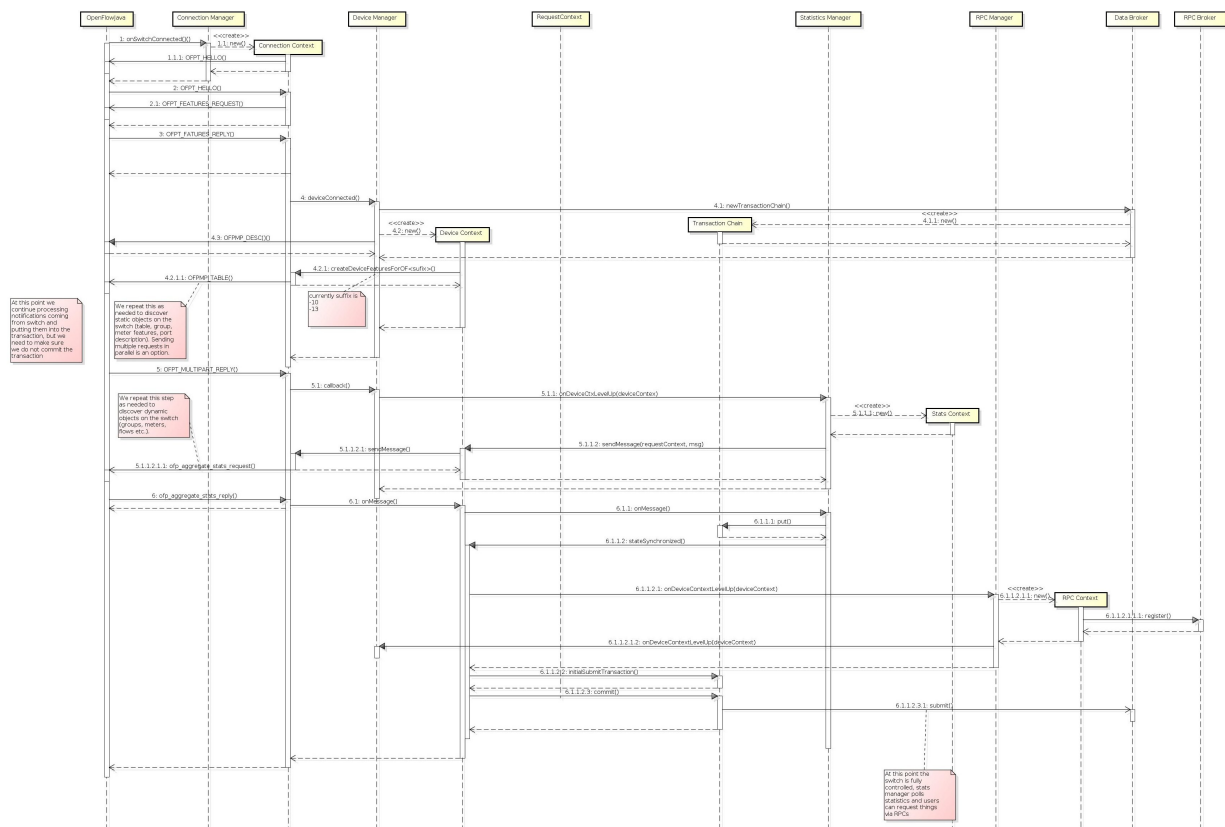 OpenFlowJava
Connection Manager
Device Manager
RequestContext
Statistics Manager
RPC Manager
Data Broker
RPC Broker
1: onSwitchConnected()()
<<create>>
1.1: new()
Connection Context
1.1.1: OFPT_HELLO()
2: OFPT_HELLO()
2.1: OFPT_FEATURES_REQUEST()
3: OFPT_FATURES_REPLY()
4: deviceConnected()
4.1: newTransactionChain()
<<create>>
4.1.1: new()
Transaction Chain
<<create>>
4.2: new()
Device Context
4.3: OFPMP_DESC()()
4.2.1: createDeviceFeaturesForOF<sufix>()
4.2.1.1: OFPMP_TABLE()
currently suffix is
-10
-13
At this point we
continue processing
notifications coming
from switch and
putting them into the
transaction, but we
need to make sure
we do not commit the
transaction
We repeat this as
needed to discover
static objects on the
switch (table, group,
meter features, port
description). Sending
multiple requests in
parallel is an option.
5: OFPT_MULTIPART_REPLY()
5.1: callback()
5.1.1: onDeviceCtxLevelUp(deviceContex)
We repeat this step
as needed to
discover dynamic
objects on the switch
(groups, meters,
flows etc.).
<<create>>
5.1.1.1: new()
Stats Context
5.1.1.2: sendMessage(requestContext, msg)
5.1.1.2.1: sendMessage()
5.1.1.2.1.1: ofp_aggregate_stats_request()
6: ofp_aggregate_stats_reply()
6.1: onMessage()
6.1.1: onMessage()
6.1.1.1: put()
6.1.1.2: stateSynchronized()
6.1.1.2.1: onDeviceContextLevelUp(deviceContext)
<<create>>
6.1.1.2.1.1: new()
RPC Context
6.1.1.2.1.1.1: register()
6.1.1.2.1.2: onDeviceContextLevelUp(deviceContext)
6.1.1.2.2: initialSubmitTransaction()
6.1.1.2.3: commit()
6.1.1.2.3.1: submit()
At this point the
switch is fully
controlled, stats
manager polls
statistics and users
can request things
via RPCs